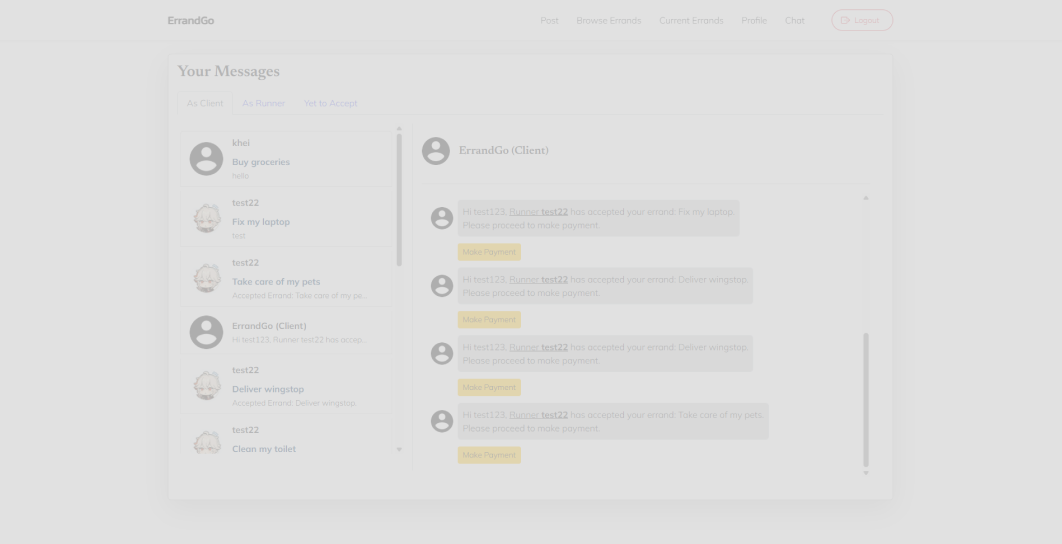 ErrandGo
Post
Browse Errands
Current Errands
Profile
Chat
Logout
Your Messages
As Client
As Runner
Yet to Accept
khei
Buy groceries
hello
test22
Fix my laptop
test
test22
Take care of my pets
Accepted Errand: Take care of my pe...
ErrandGo (Client)
Hi test123, Runner test22 has accep...
test22
Deliver wingstop
Accepted Errand: Deliver wingstop.
test22
Clean my toilet
ErrandGo (Client)
Hi test123, Runner test22 has accepted your errand: Fix my laptop.
Please proceed to make payment.
Make Payment
Hi test123, Runner test22 has accepted your errand: Deliver wingstop.
Please proceed to make payment.
Make Payment
Hi test123, Runner test22 has accepted your errand: Deliver wingstop.
Please proceed to make payment.
Make Payment
Hi test123, Runner test22 has accepted your errand: Take care of my pets.
Please proceed to make payment.
Make Payment